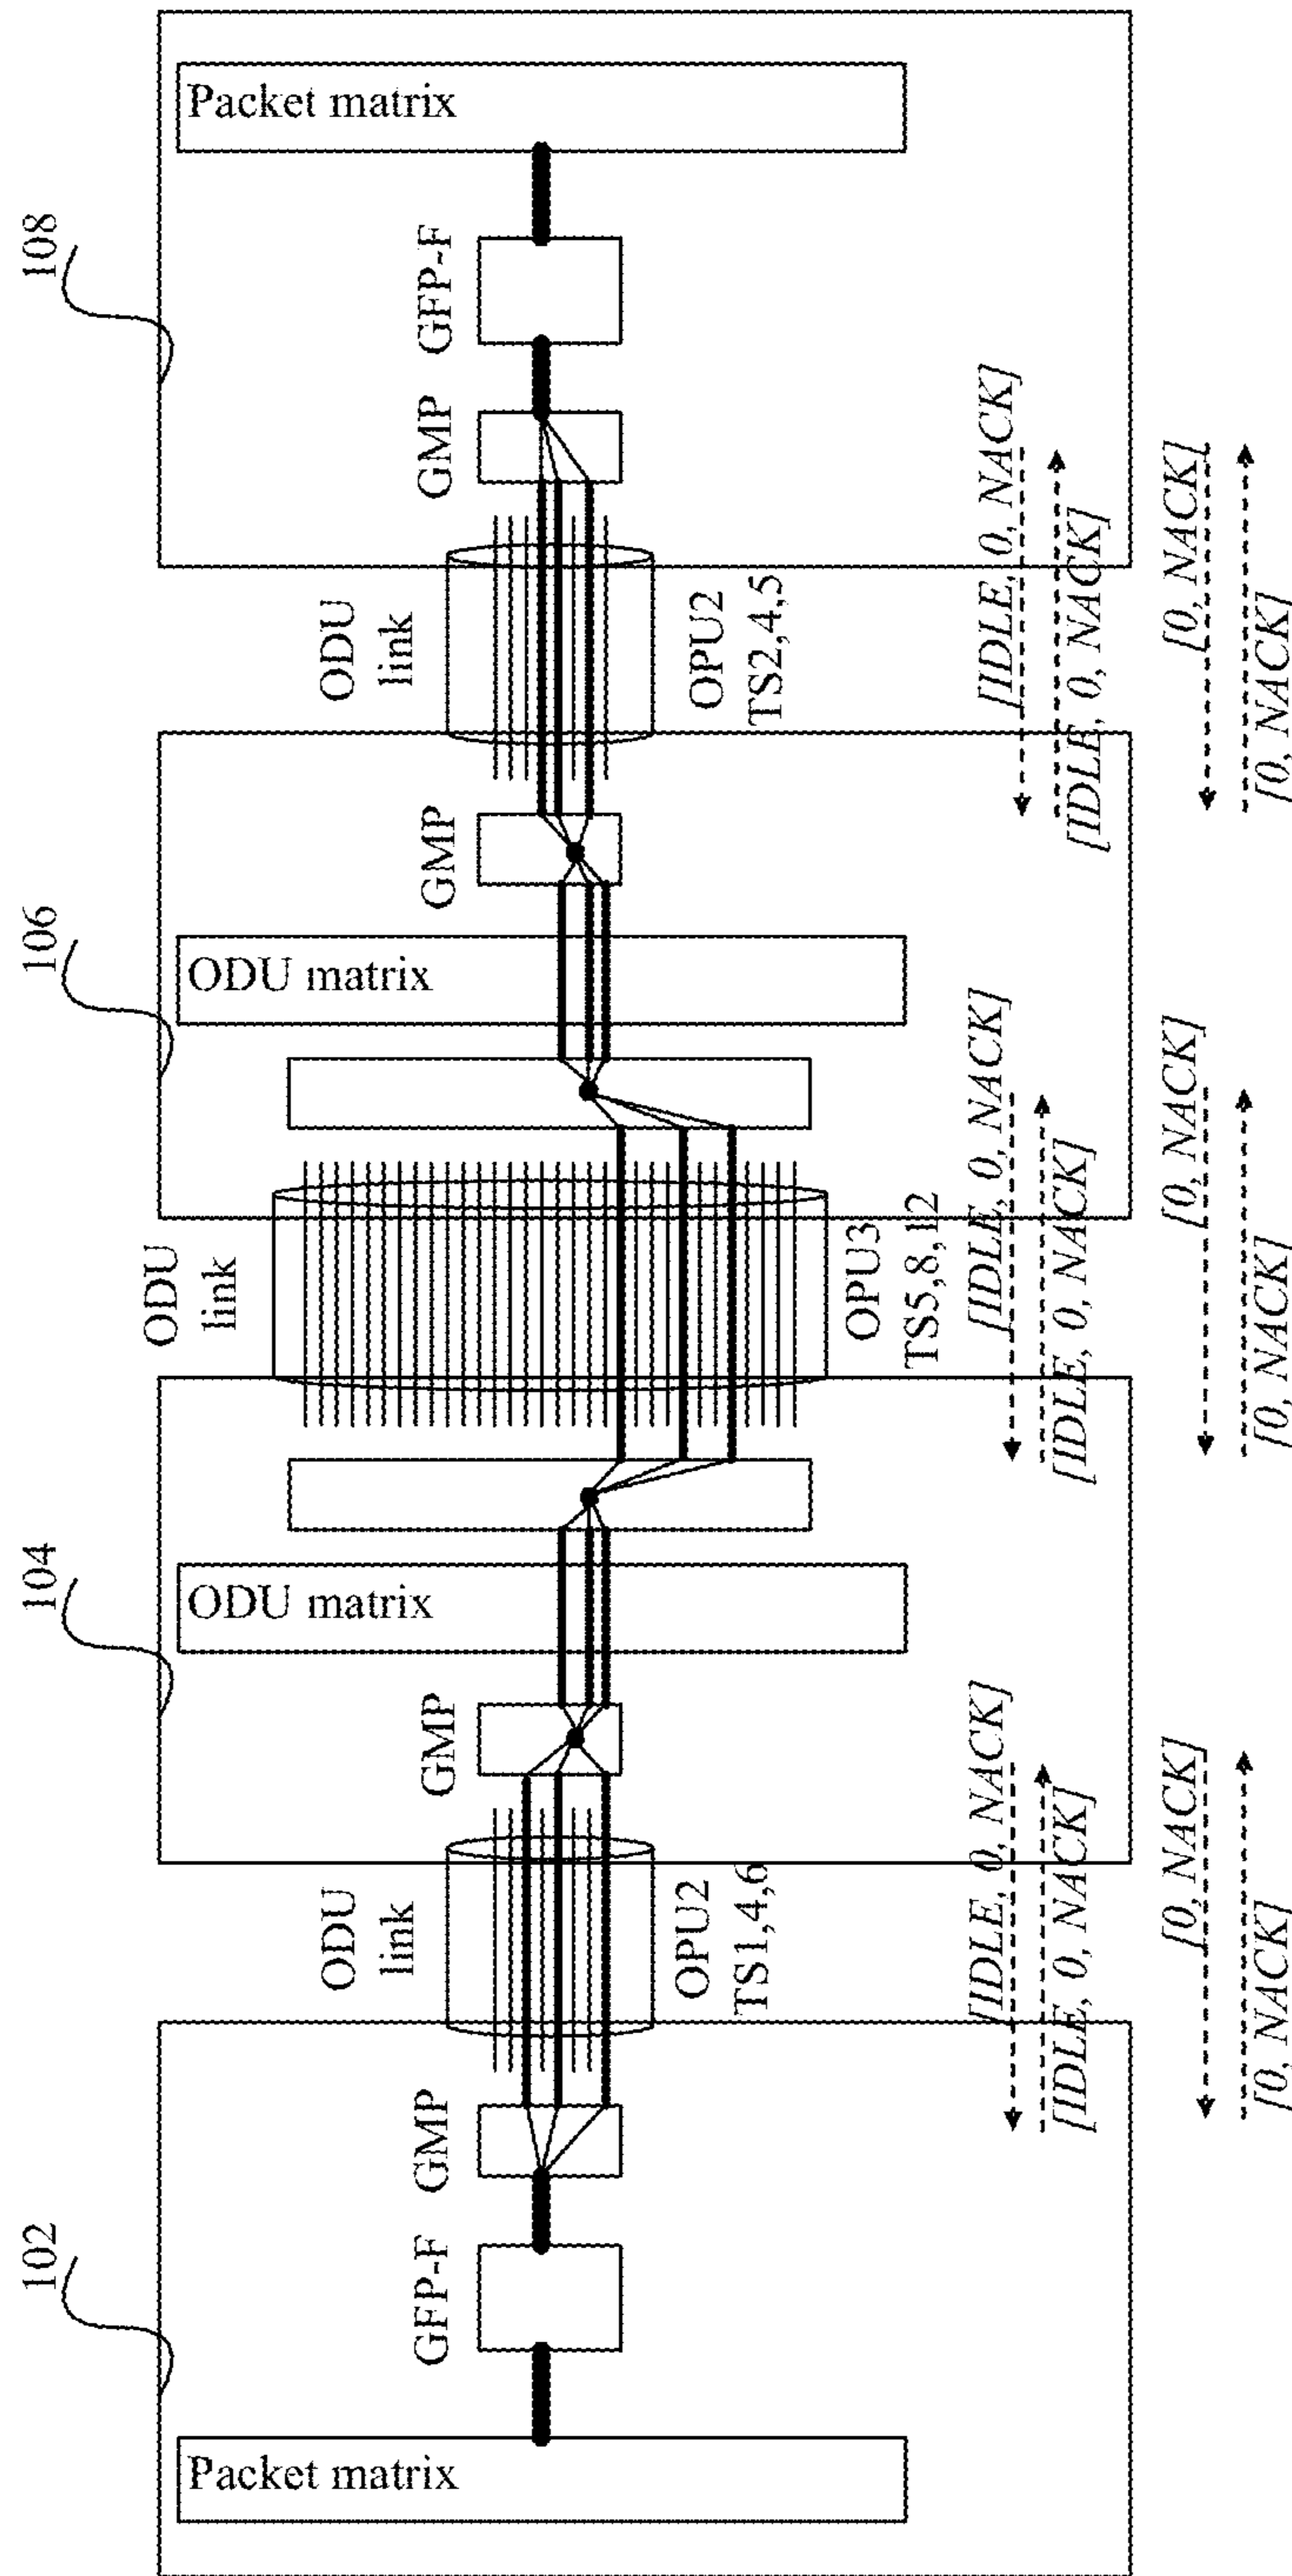 102
104
106
108
Packet matrix
GFP-F
GMP
ODU
link
OPU2
TS1,4,6
GMP
ODU matrix
ODU
link
OPU3
TS5,8,12
ODU matrix
GMP
ODU
link
OPU2
TS2,4,5
GMP
GFP-F
Packet matrix
[IDLE, 0, NACK]
[IDLE, 0, NACK]
[IDLE, 0, NACK]
[IDLE, 0, NACK]
[IDLE, 0, NACK]
[IDLE, 0, NACK]
[0, NACK]
[0, NACK]
[0, NACK]
[0, NACK]
[0, NACK]
[0, NACK]